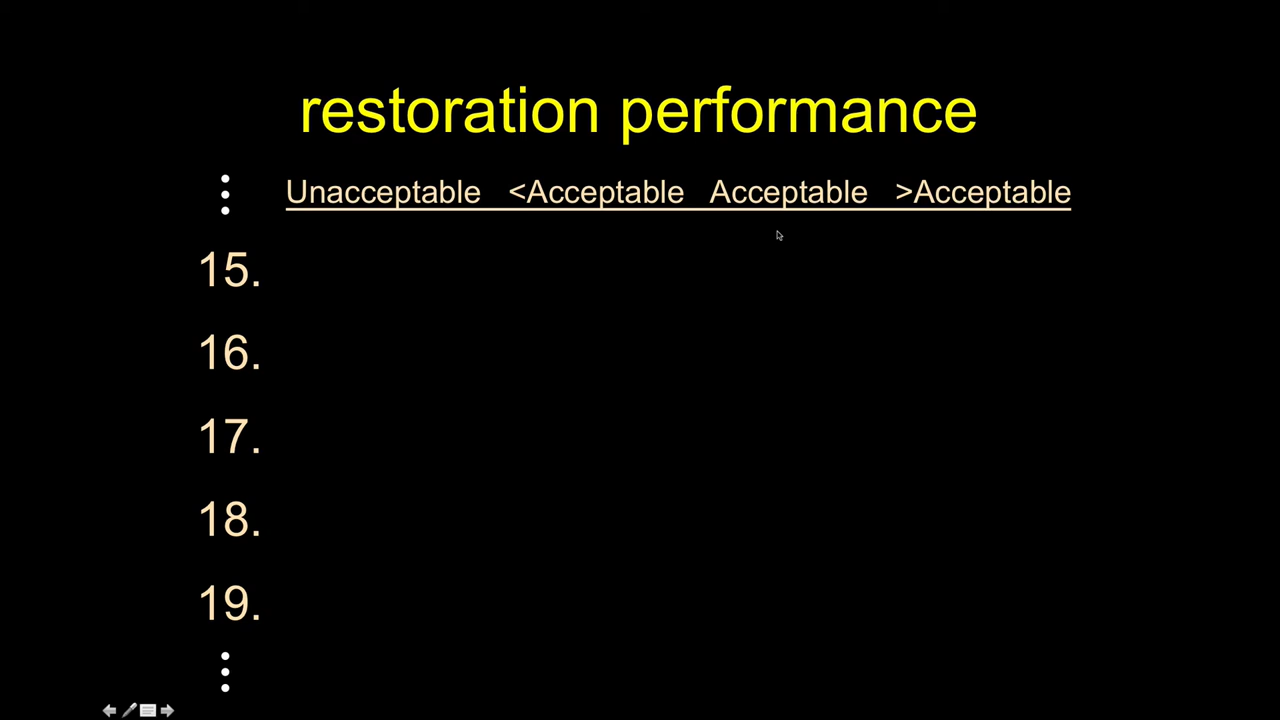 restoration performance
Unacceptable <Acceptable Acceptable >Acceptable
15.
16.
17.
18.
19.